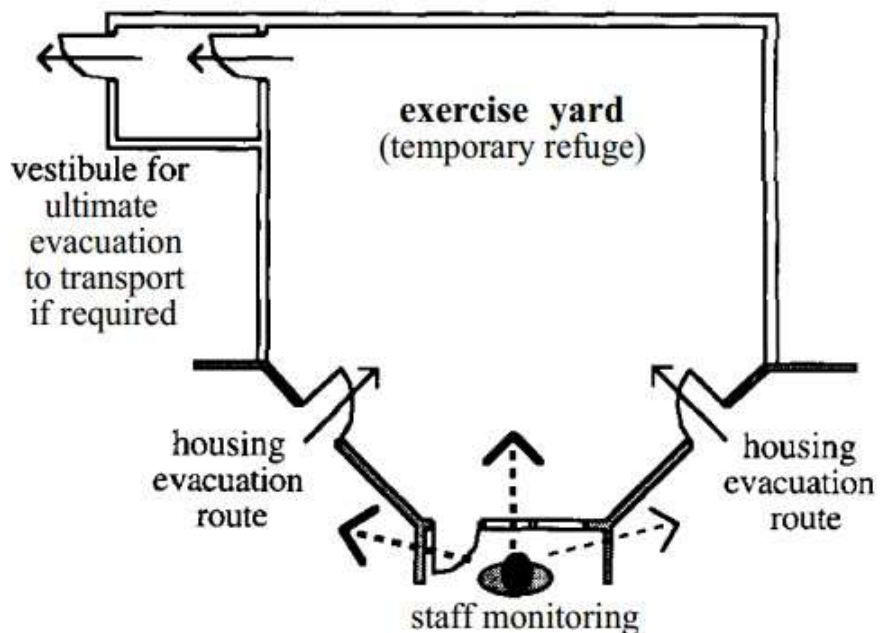 exercise yard
(temporary refuge)
vestibule for
ultimate
evacuation
to transport
if required
housing
evacuation
route
housing
evacuation
route
staff monitoring